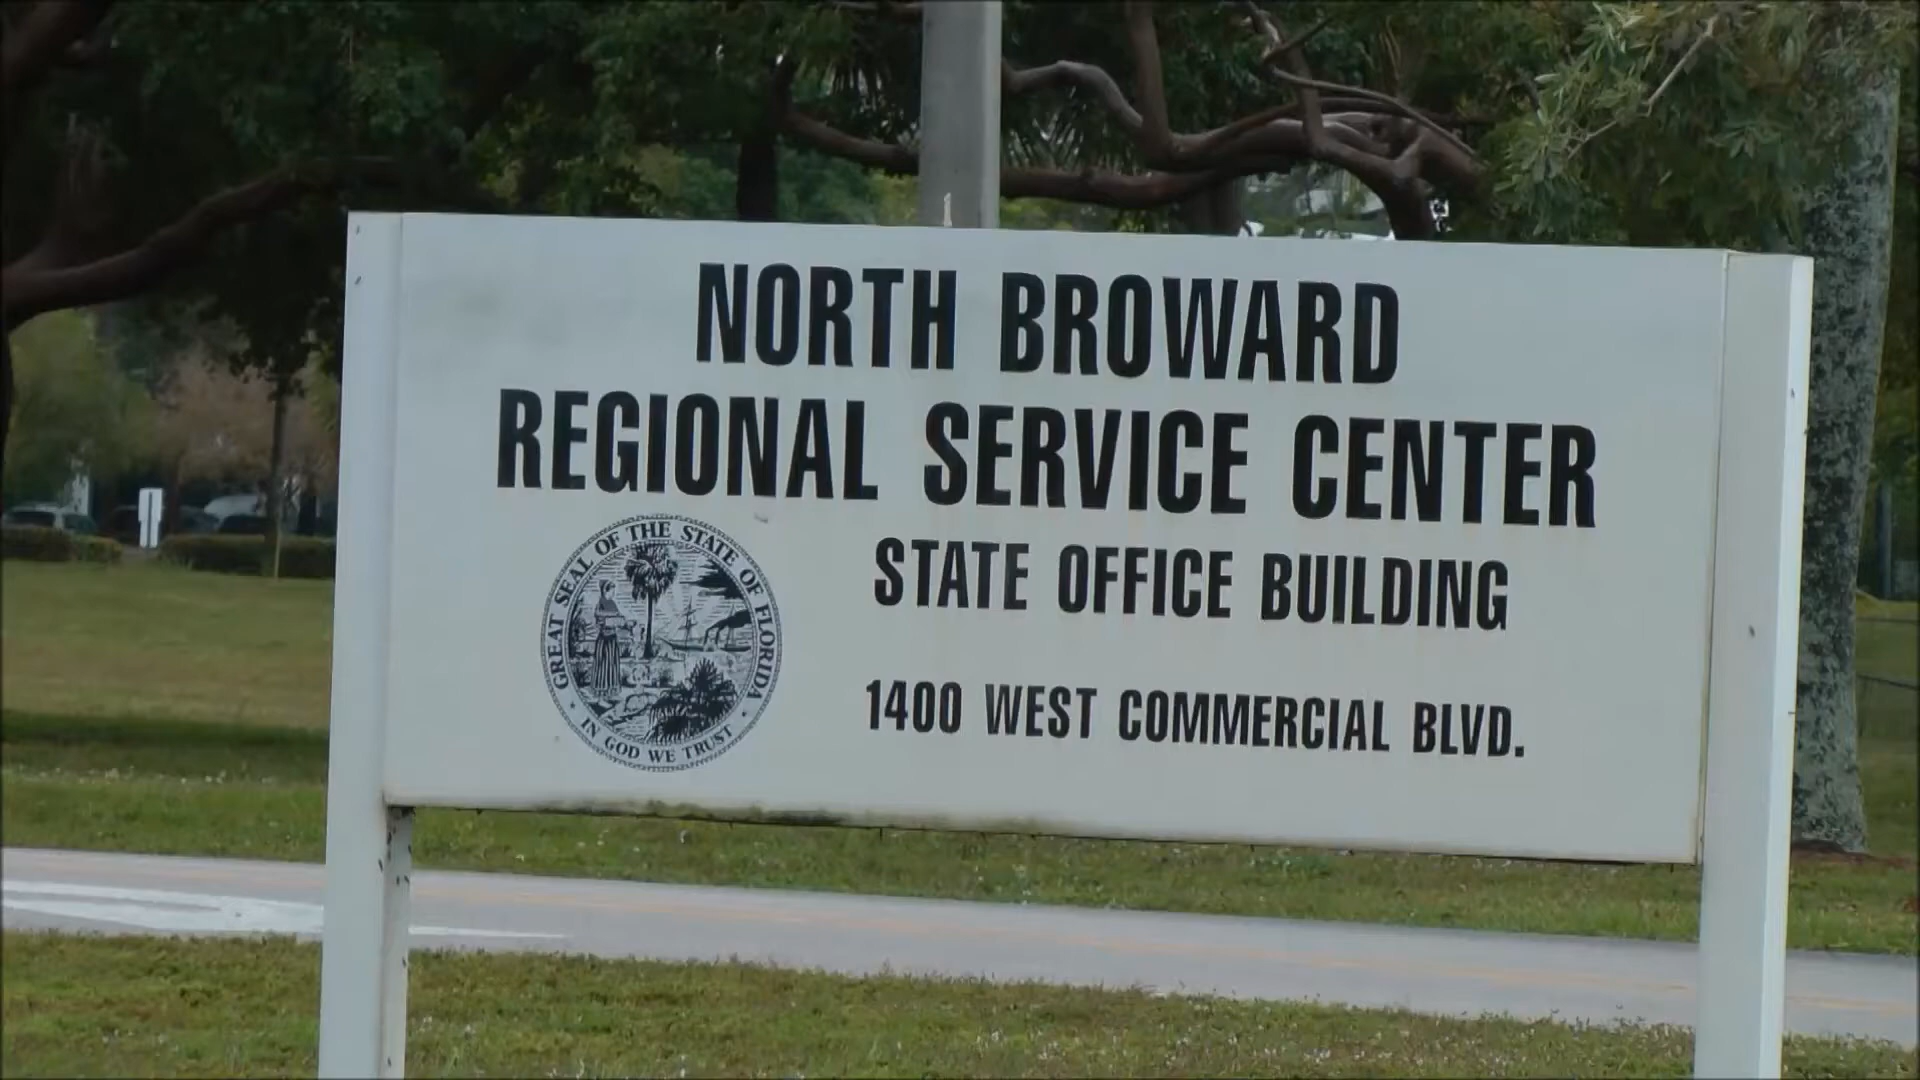 NORTH BROWARD
REGIONAL SERVICE CENTER
STATE OFFICE BUILDING
1400 WEST COMMERCIAL BLVD.
GREAT SEAL OF THE STATE OF FLORIDA
IN GOD WE TRUST